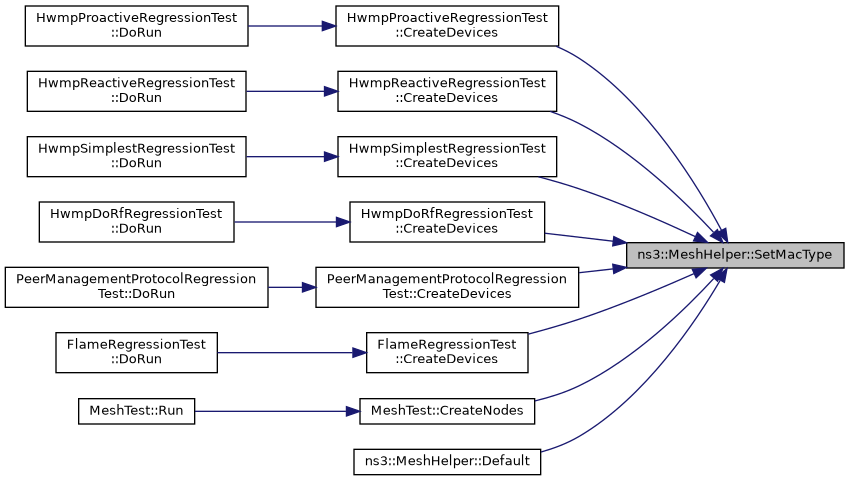 HwmpProactiveRegressionTest
::DoRun
HwmpProactiveRegressionTest
::CreateDevices
HwmpReactiveRegressionTest
::DoRun
HwmpReactiveRegressionTest
::CreateDevices
HwmpSimplestRegressionTest
::DoRun
HwmpSimplestRegressionTest
::CreateDevices
HwmpDoRfRegressionTest
::DoRun
HwmpDoRfRegressionTest
::CreateDevices
ns3::MeshHelper::SetMacType
PeerManagementProtocolRegression
Test::DoRun
PeerManagementProtocolRegression
Test::CreateDevices
FlameRegressionTest
::DoRun
FlameRegressionTest
::CreateDevices
MeshTest::Run
MeshTest::CreateNodes
ns3::MeshHelper::Default